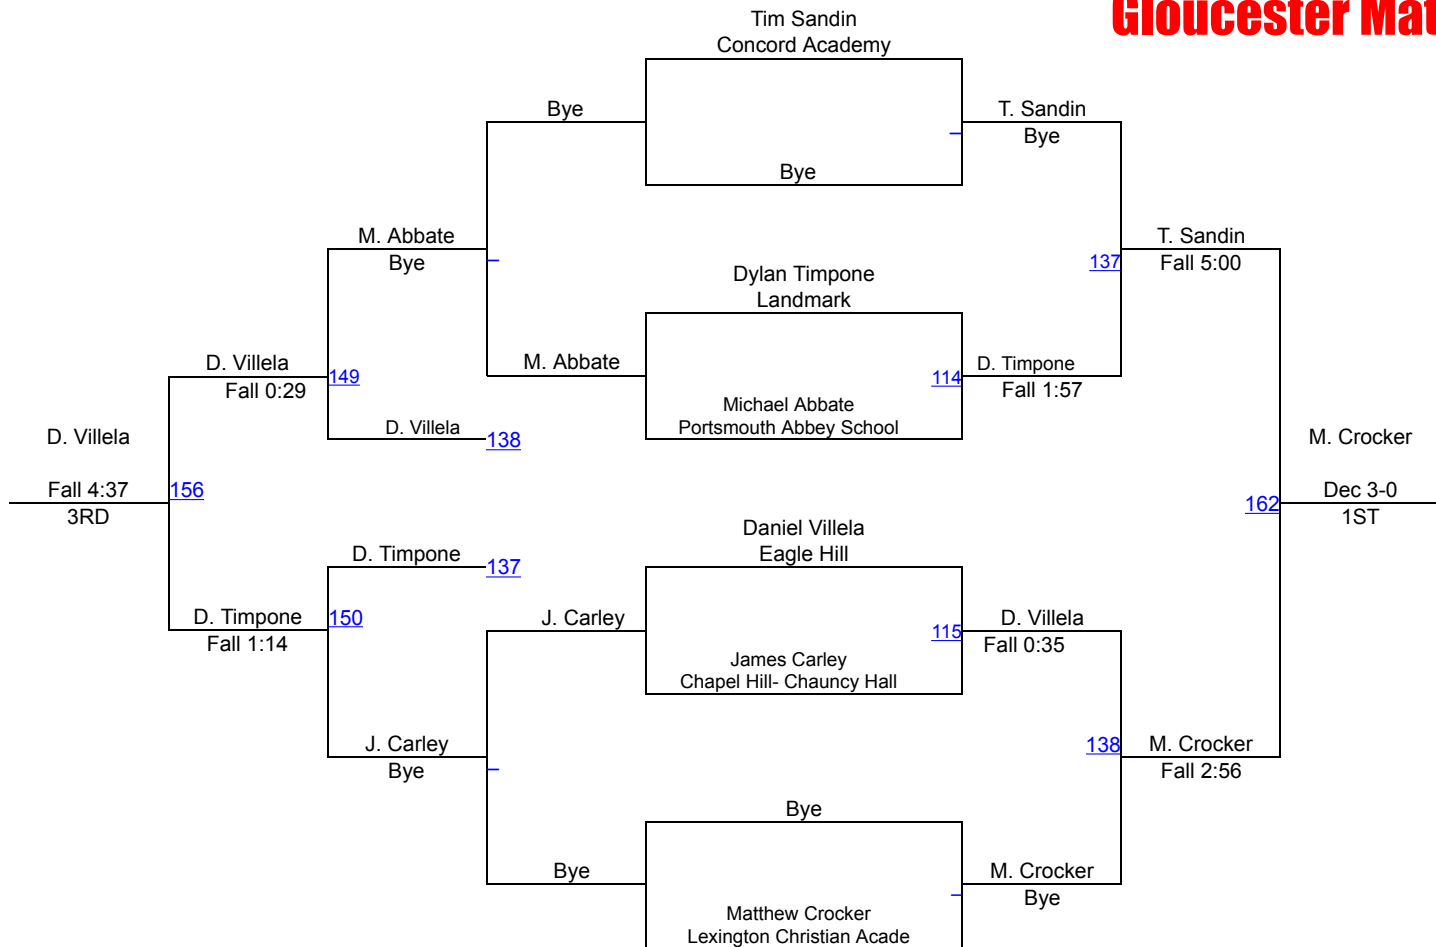 Gloucester Mat
Tim Sandin
Concord Academy
Bye
T. Sandin
Bye
Bye
M. Abbate
Bye
T. Sandin
137
Fall 5:00
Dylan Timpone
Landmark
D. Villela
Fall 0:29
149
M. Abbate
114
D. Timpone
Fall 1:57
Michael Abbate
Portsmouth Abbey School
D. Villela
138
D. Villela
M. Crocker
Fall 4:37
156
3RD
162
Dec 3-0
1ST
Daniel Villela
Eagle Hill
D. Timpone
137
D. Timpone
150
Fall 1:14
J. Carley
115
D. Villela
Fall 0:35
James Carley
Chapel Hill- Chauncy Hall
J. Carley
Bye
138
M. Crocker
Fall 2:56
Bye
Bye
M. Crocker
Bye
Matthew Crocker
Lexington Christian Acade